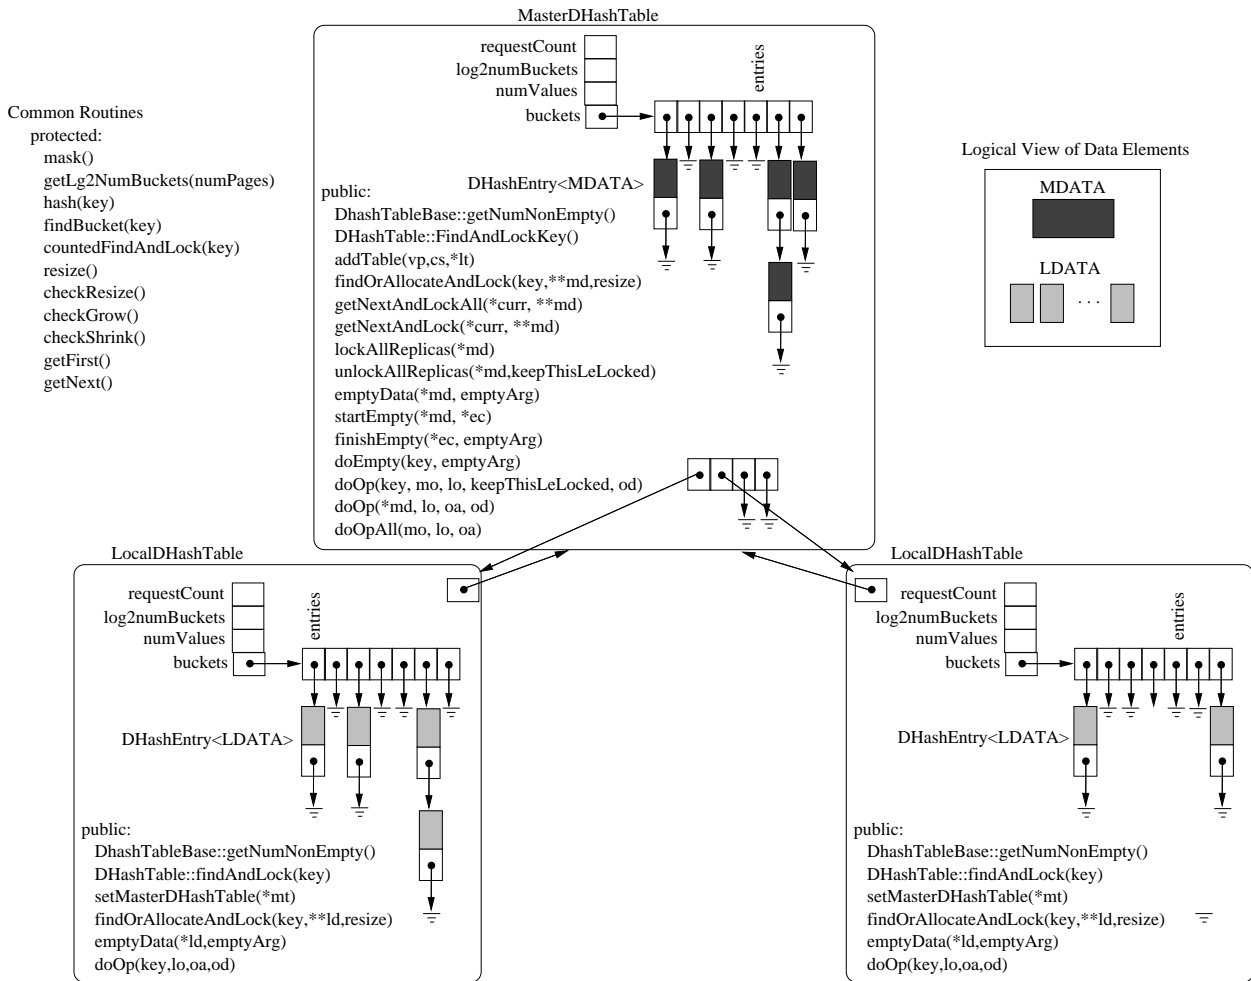 MasterDHashTable
requestCount
log2numBuckets
numValues
buckets
entries
Common Routines
protected:
mask()
getLg2NumBuckets(numPages)
hash(key)
findBucket(key)
countedFindAndLock(key)
resize()
checkResize()
checkGrow()
checkShrink()
getFirst()
getNext()
DHashEntry<MDATA>
public:
DhashTableBase::getNumNonEmpty()
DHashTable::FindAndLockKey()
addTable(vp,cs,*lt)
findOrAllocateAndLock(key,**md,resize)
getNextAndLockAll(*curr, **md)
getNextAndLock(*curr, **md)
lockAllReplicas(*md)
unlockAllReplicas(*md,keepThisLeLocked)
emptyData(*md, emptyArg)
startEmpty(*md, *ec)
finishEmpty(*ec, emptyArg)
doEmpty(key, emptyArg)
doOp(key, mo, lo, keepThisLeLocked, od)
doOp(*md, lo, oa, od)
doOpAll(mo, lo, oa)
Logical View of Data Elements
MDATA
LDATA
. . .
LocalDHashTable
requestCount
log2numBuckets
numValues
buckets
entries
DHashEntry<LDATA>
public:
DhashTableBase::getNumNonEmpty()
DHashTable::findAndLock(key)
setMasterDHashTable(*mt)
findOrAllocateAndLock(key,**ld,resize)
emptyData(*ld,emptyArg)
doOp(key,lo,oa,od)
LocalDHashTable
requestCount
log2numBuckets
numValues
buckets
entries
DHashEntry<LDATA>
public:
DhashTableBase::getNumNonEmpty()
DHashTable::findAndLock(key)
setMasterDHashTable(*mt)
findOrAllocateAndLock(key,**ld,resize)
emptyData(*ld,emptyArg)
doOp(key,lo,oa,od)